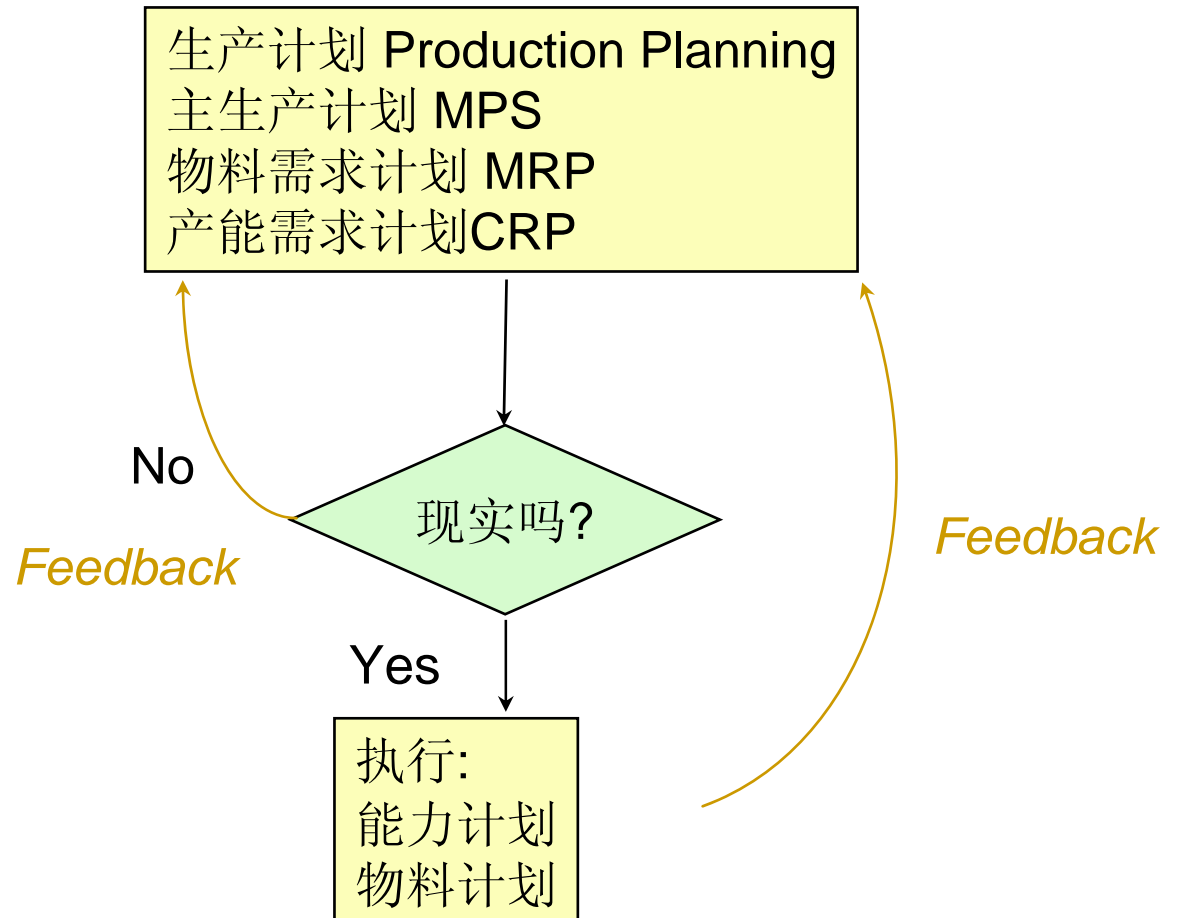 生产计划 Production Planning
主生产计划 MPS
物料需求计划 MRP
产能需求计划CRP
No
现实吗?
Feedback
Feedback
Yes
执行:
能力计划
物料计划